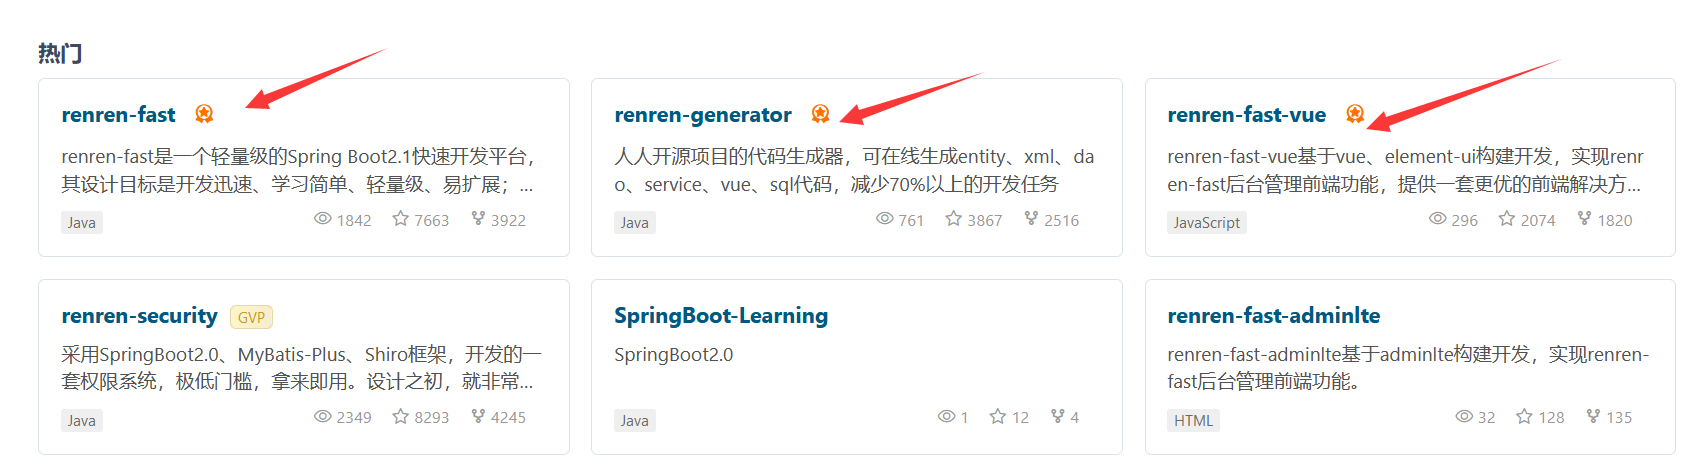 热门
renren-fast
renren-fast是一个轻量级的Spring Boot2.1快速开发平台，
其设计目标是开发迅速、学习简单、轻量级、易扩展；...
Java 1842 7663 3922
renren-generator
人人开源项目的代码生成器，可在线生成entity、xml、da
o、service、vue、sql代码，减少70%以上的开发任务
Java 761 3867 2516
renren-fast-vue
renren-fast-vue基于vue、element-ui构建开发，实现renr
en-fast后台管理前端功能，提供一套更优的前端解决方...
JavaScript 296 2074 1820
renren-security GVP
采用SpringBoot2.0、MyBatis-Plus、Shiro框架，开发的一
套权限系统，极低门槛，拿来即用。设计之初，就非常...
Java 2349 8293 4245
SpringBoot-Learning
SpringBoot2.0
Java 1 12 4
renren-fast-adminlte
renren-fast-adminlte基于adminlte构建开发，实现renren-
fast后台管理前端功能。
HTML 32 128 135